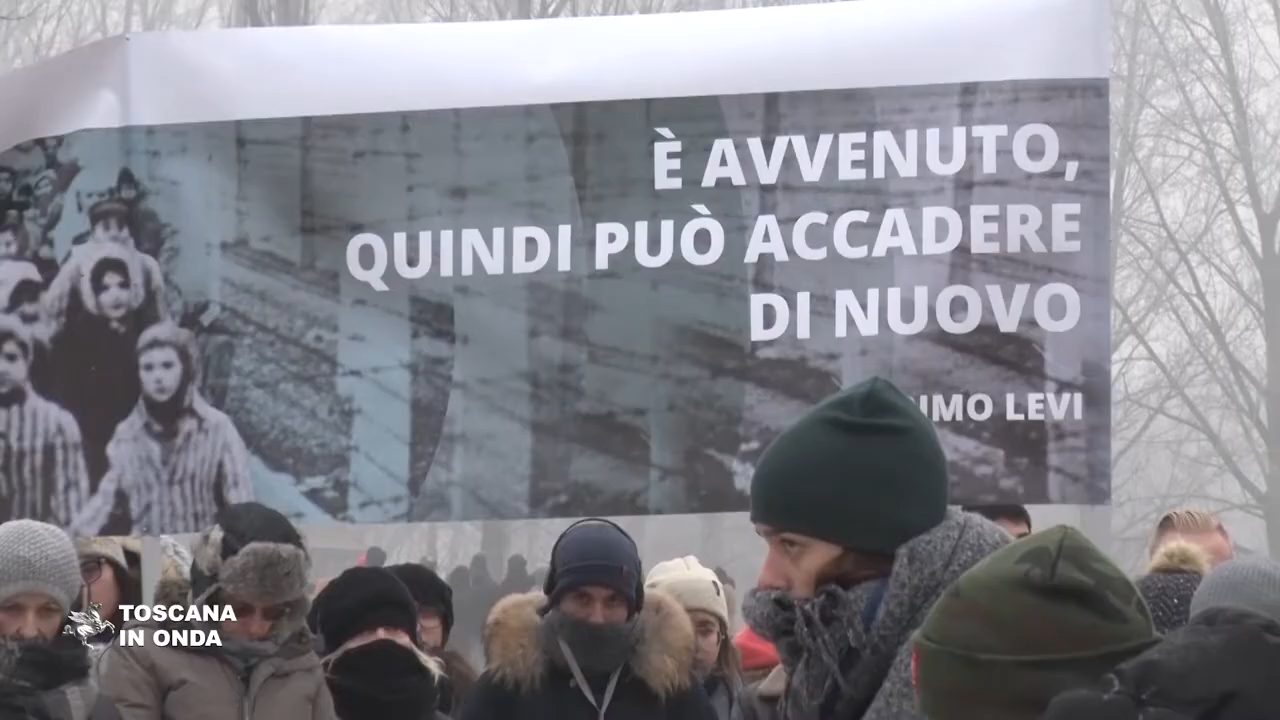 È AVVENUTO,
QUINDI PUÒ ACCADERE
DI NUOVO
IMO LEVI
TOSCANA
IN ONDA